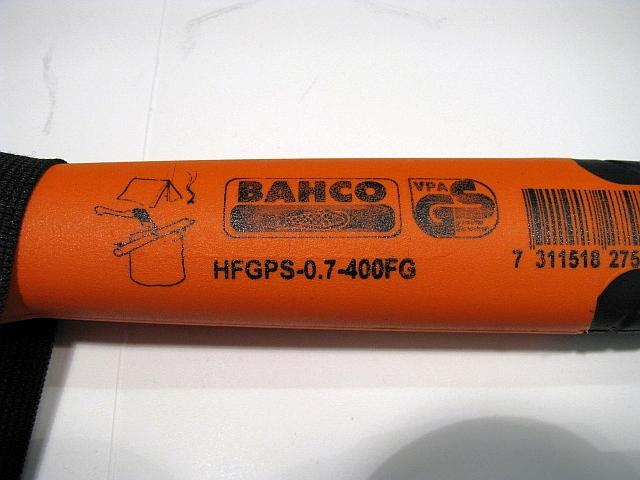 BAHCO
VPA
GS
HFGPS-0.7-400FG
7 311518 275